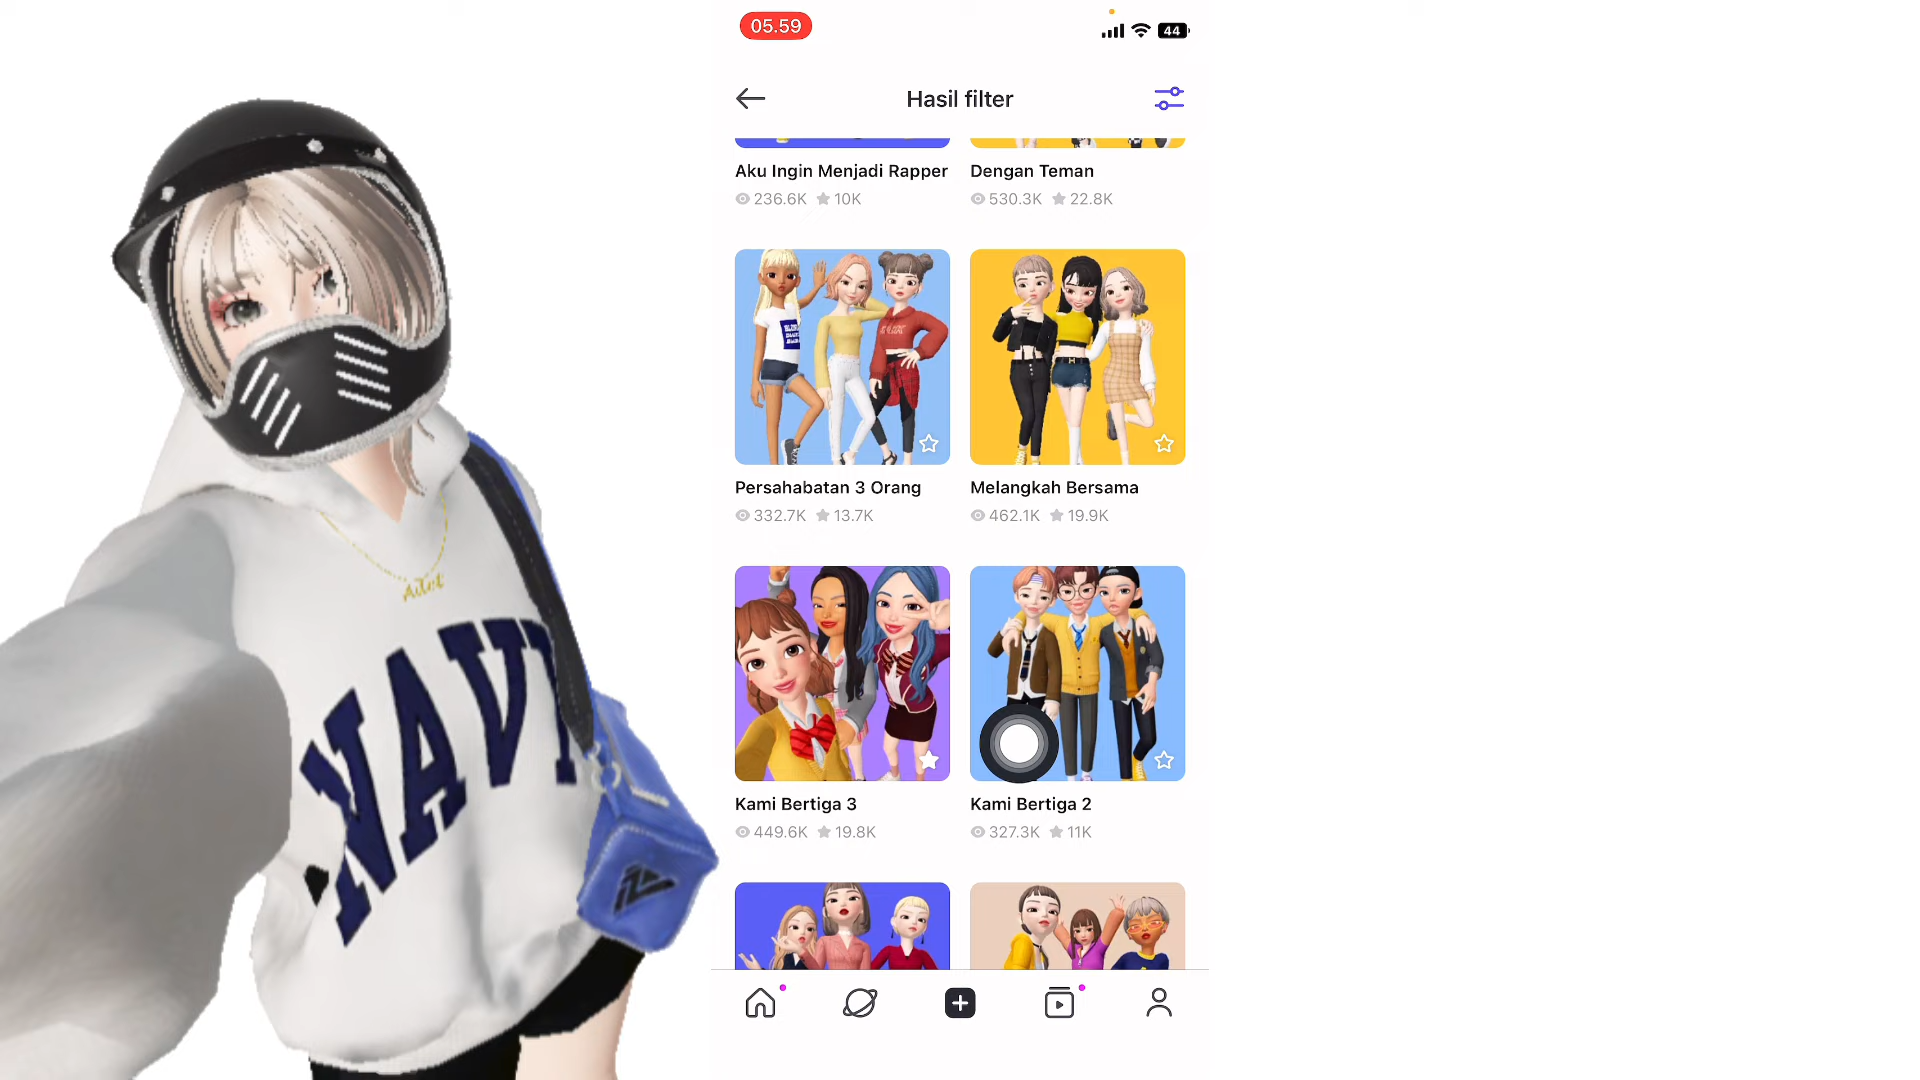 05.59
44
Hasil filter
Aku Ingin Menjadi Rapper
236.6K 10K
Dengan Teman
530.3K 22.8K
Persahabatan 3 Orang
332.7K 13.7K
Melangkah Bersama
462.1K 19.9K
Kami Bertiga 3
449.6K 19.8K
Kami Bertiga 2
327.3K 11K
NAVY